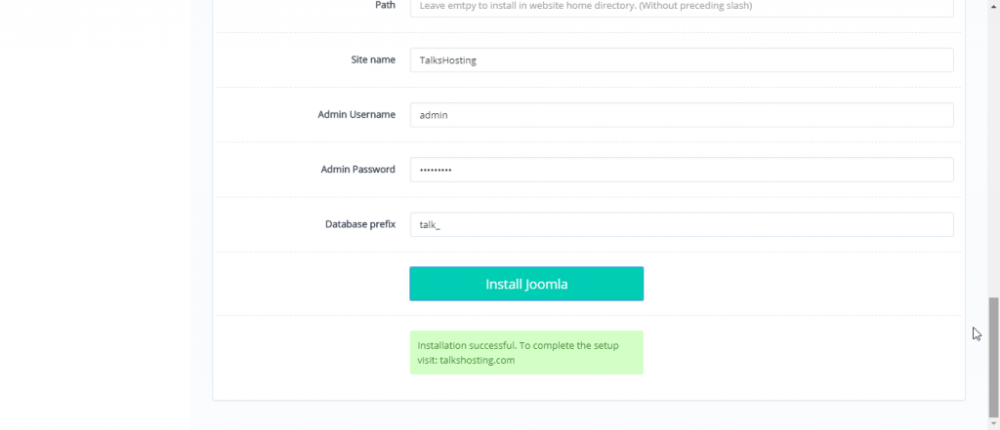 Path
Leave emtpy to install in website home directory. (Without preceding slash)
Site name
TalksHosting
Admin Username
admin
Admin Password
•••••••••
Database prefix
talk_
Install Joomla
Installation successful. To complete the setup
visit: talkshosting.com